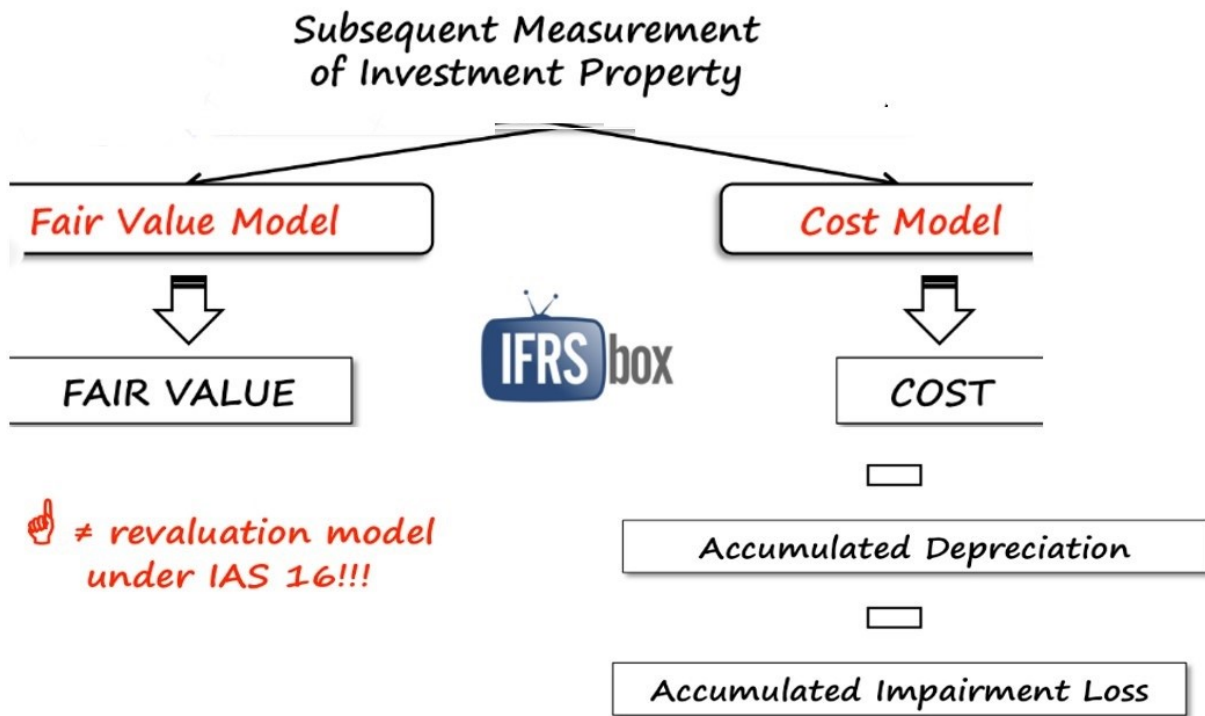 Subsequent Measurement
of Investment Property
Fair Value Model
Cost Model
FAIR VALUE
IFRS box
COST
≠ revaluation model
under IAS 16!!!
Accumulated Depreciation
Accumulated Impairment Loss